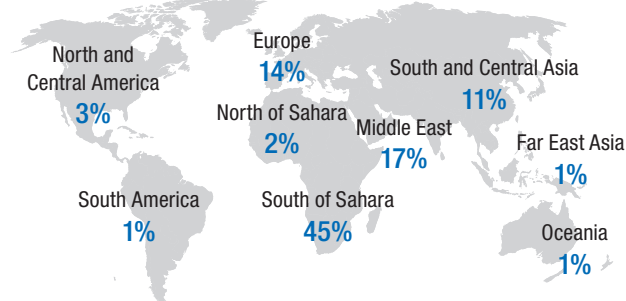 Europe
14%
North and
Central America
3%
South and Central Asia
11%
North of Sahara
2%
Middle East
17%
Far East Asia
1%
South America
1%
South of Sahara
45%
Oceania
1%